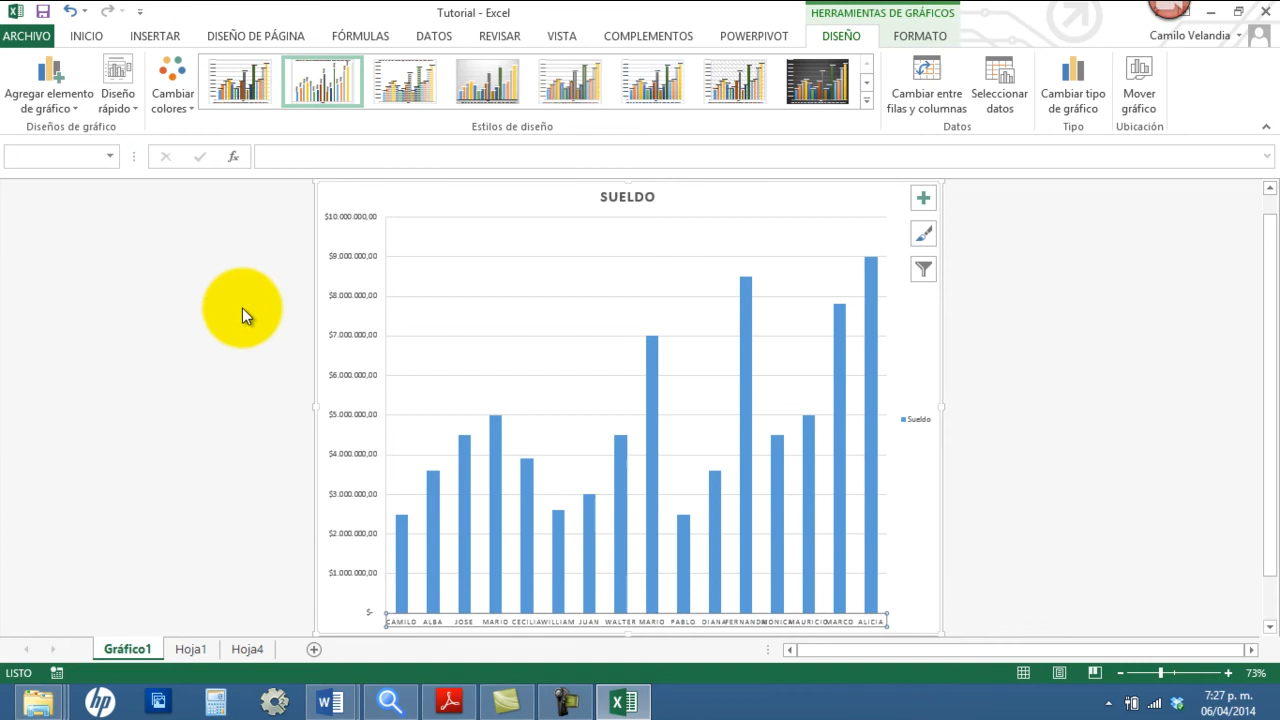 Tutorial - Excel
HERRAMIENTAS DE GRÁFICOS
ARCHIVO INICIO INSERTAR DISEÑO DE PÁGINA FÓRMULAS DATOS REVISAR VISTA COMPLEMENTOS POWERPIVOT DISEÑO FORMATO Camilo Velandia
Agregar elemento de gráfico
Diseño rápido
Cambiar colores
Cambiar entre filas y columnas
Seleccionar datos
Cambiar tipo de gráfico
Mover gráfico
Diseños de gráfico Estilos de diseño Datos Tipo Ubicación
fx
SUELDO
$10.000.000,00
$9.000.000,00
$8.000.000,00
$7.000.000,00
$6.000.000,00
$5.000.000,00
$4.000.000,00
$3.000.000,00
$2.000.000,00
$1.000.000,00
$-
Sueldo
CAMILO ALBA JOSE MARIO CECILIA WILLIAM JUAN WALTER MARIO PABLO DIANA MAURICIO MARCO ALICIA
Gráfico1 Hoja1 Hoja4
LISTO 73%
7:27 p. m.
06/04/2014